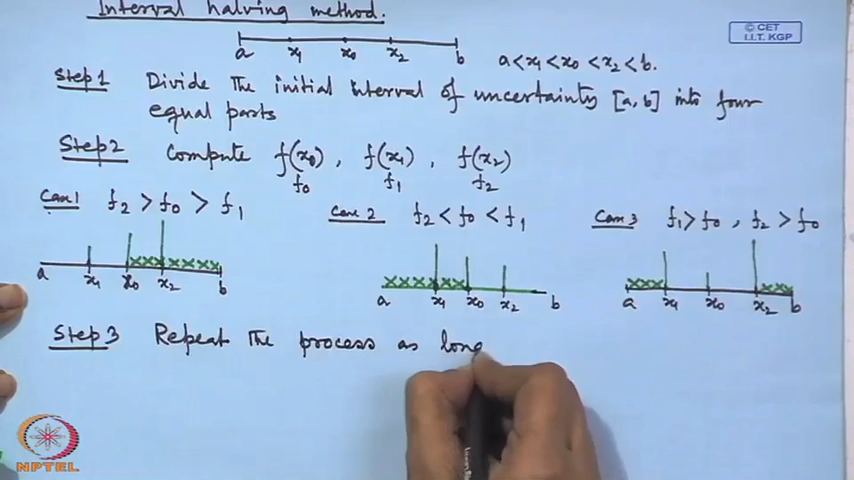 Interval halving method.
© CET
I.I.T. KGP
a x₁ x₀ x₂ b a<x₁<x₀<x₂<b.
Step 1 Divide the initial interval of uncertainty [a,b] into four
equal parts
Step 2 Compute f(x₀), f(x₁), f(x₂)
f₀ f₁ f₂
Case 1 f₂ > f₀ > f₁
Case 2 f₂ < f₀ < f₁
Case 3 f₁ > f₀, f₂ > f₀
a x₁ x₀ x₂ b
a x₁ x₀ x₂ b
a x₁ x₀ x₂ b
Step 3 Repeat the process as long
NPTEL